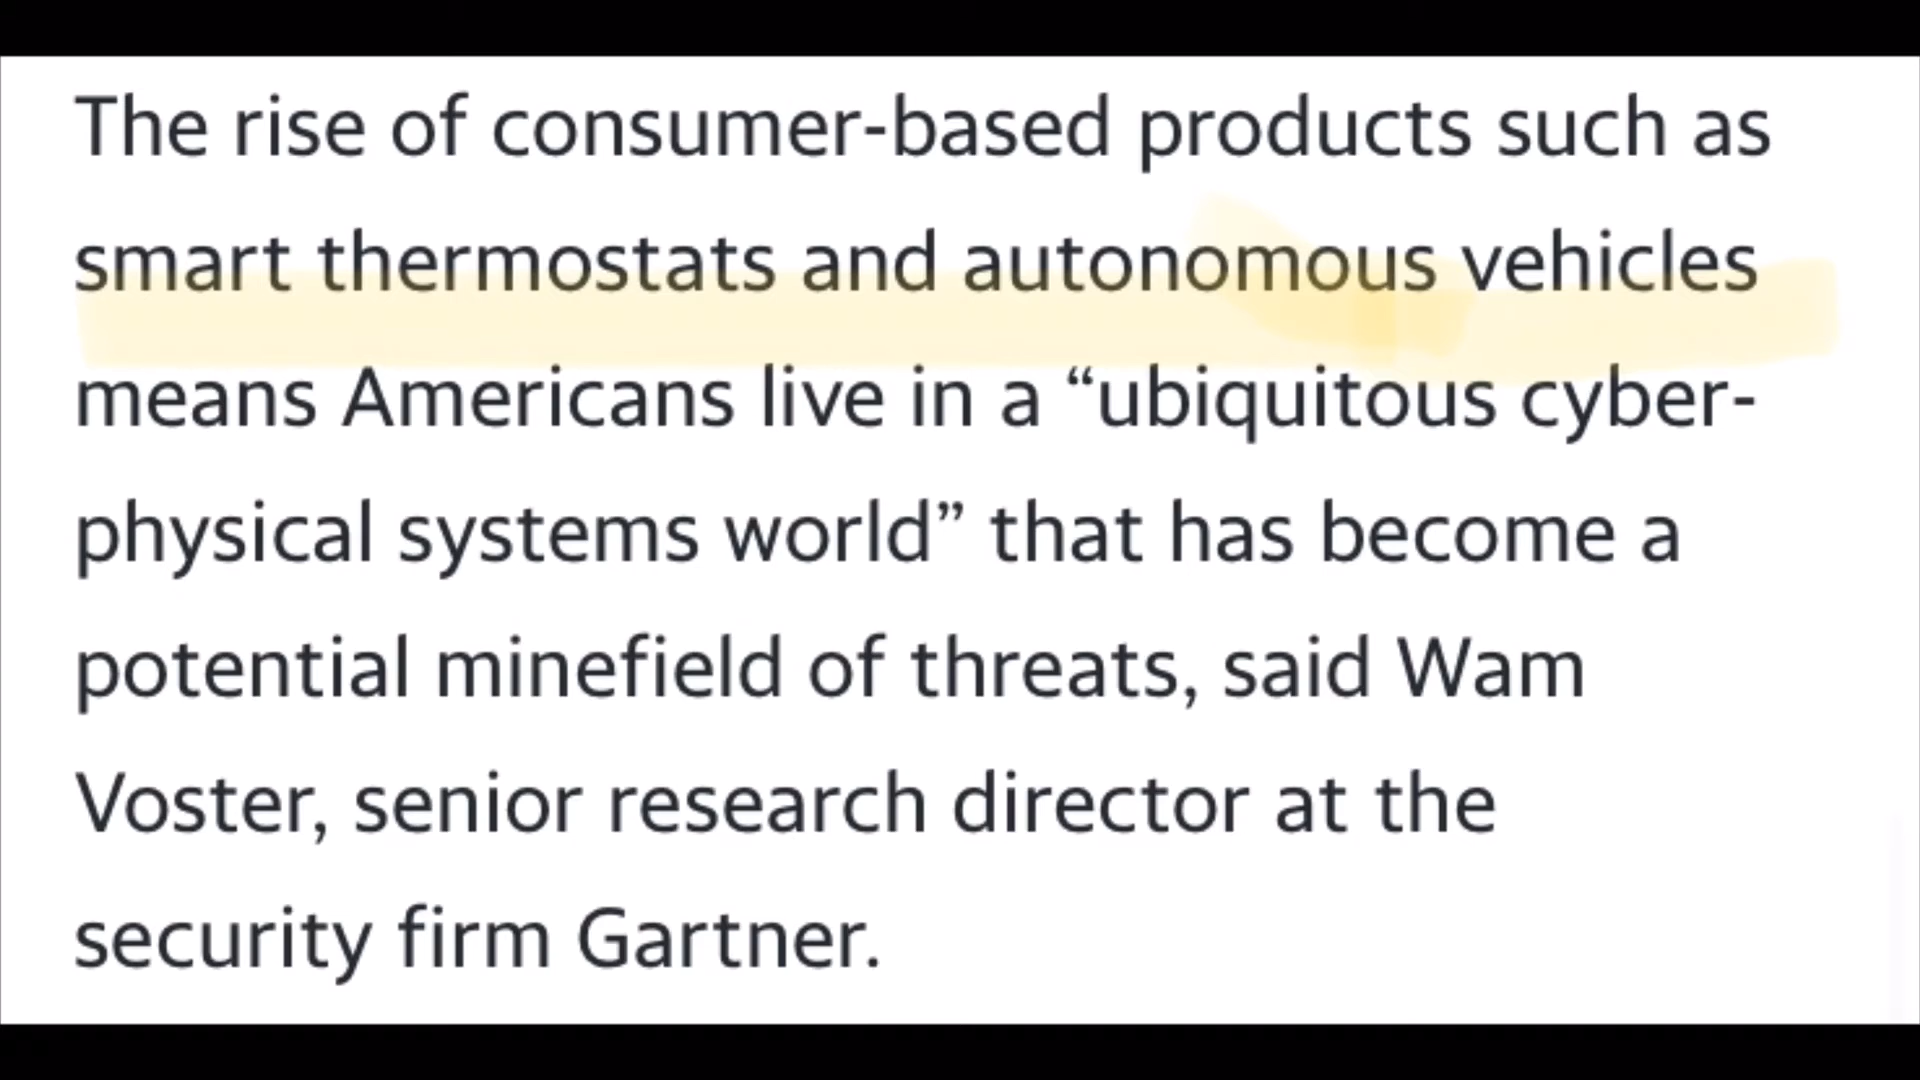 The rise of consumer-based products such as
smart thermostats and autonomous vehicles
means Americans live in a “ubiquitous cyber-
physical systems world” that has become a
potential minefield of threats, said Wam
Voster, senior research director at the
security firm Gartner.